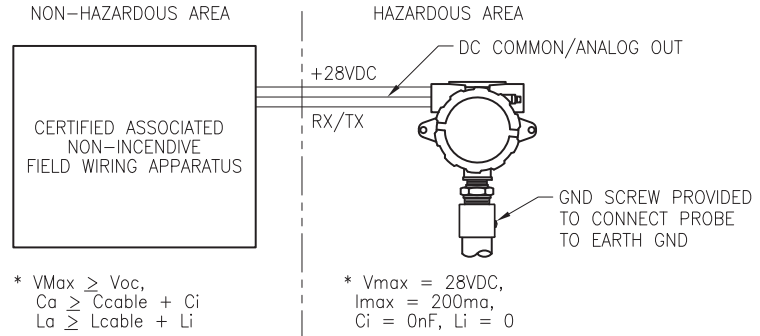 NON-HAZARDOUS AREA
HAZARDOUS AREA
DC COMMON/ANALOG OUT
+28VDC
RX/TX
CERTIFIED ASSOCIATED
NON-INCENDIVE
FIELD WIRING APPARATUS
GND SCREW PROVIDED
TO CONNECT PROBE
TO EARTH GND
* VMax ≥ Voc,
Ca ≥ Ccable + Ci
La ≥ Lcable + Li
* Vmax = 28VDC,
Imax = 200ma,
Ci = 0nF, Li = 0